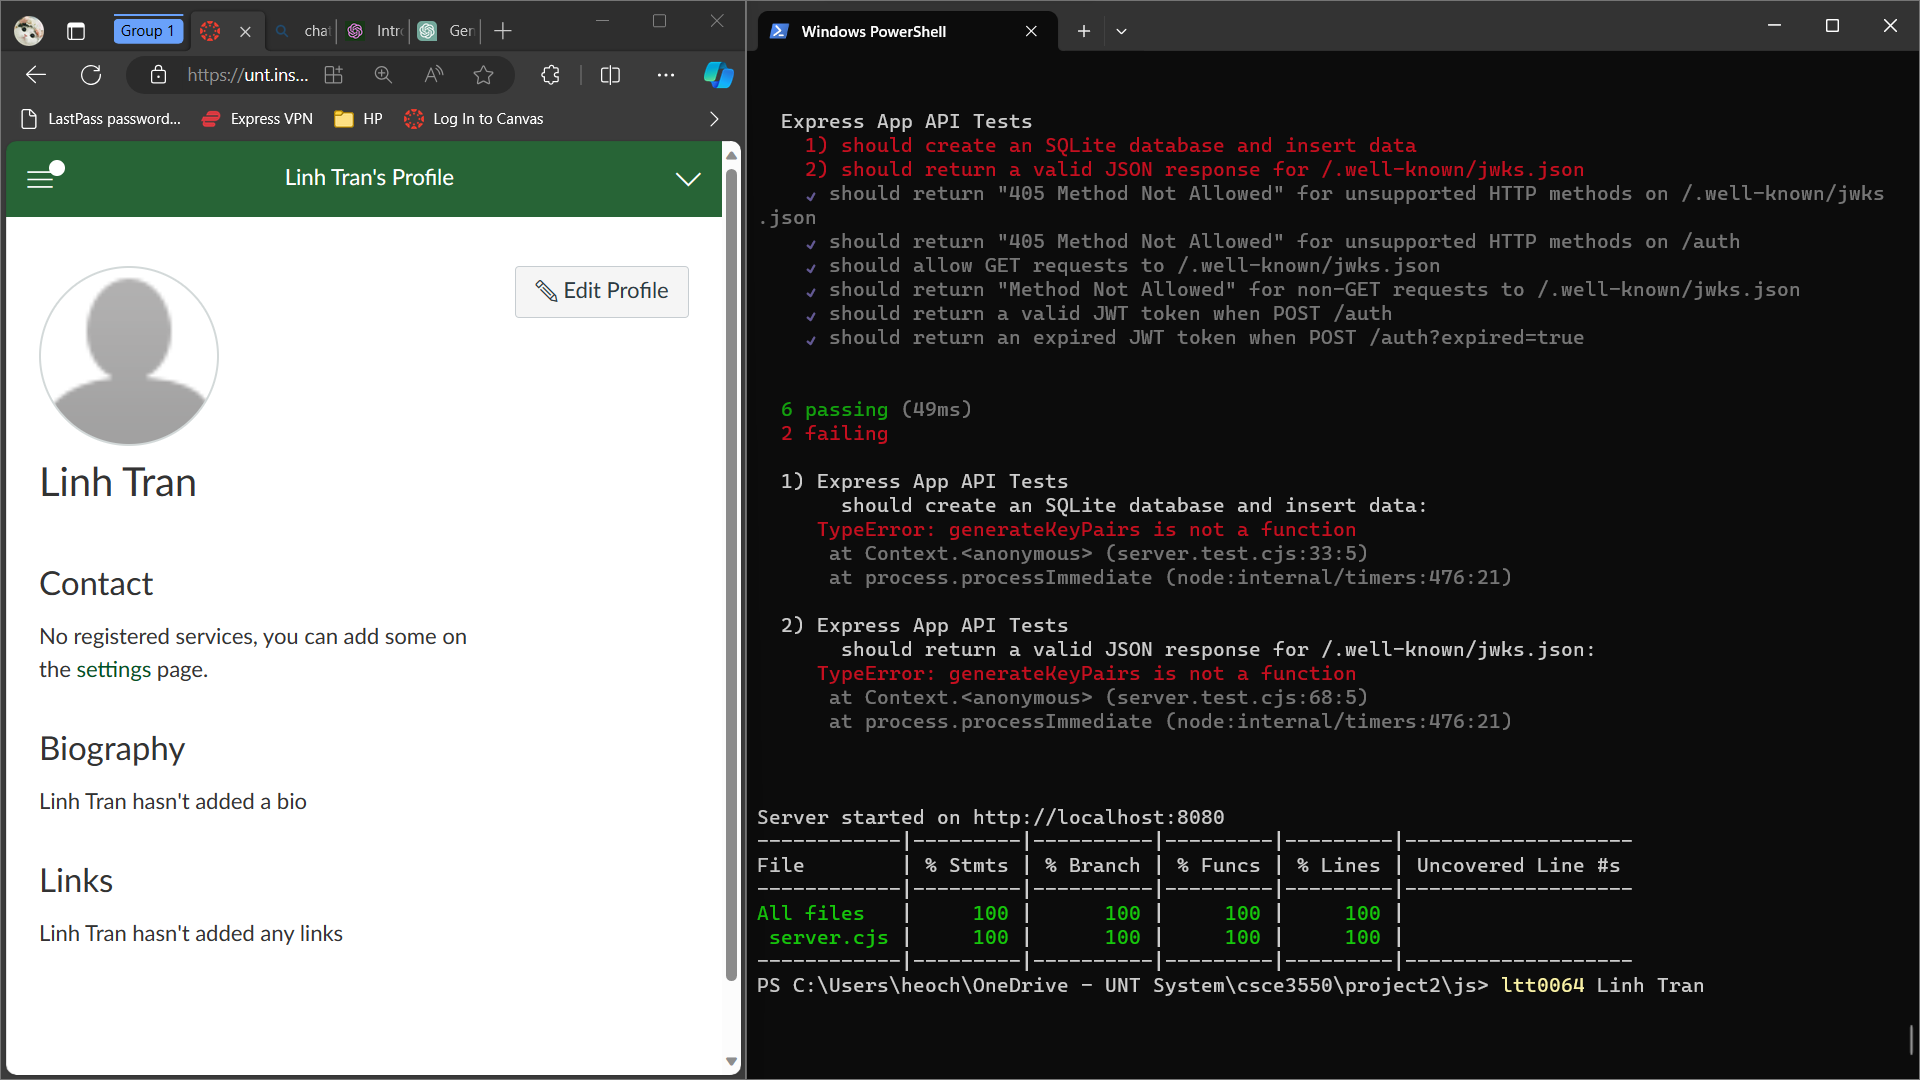 Group 1
cha
Intr
Ger
https://unt.ins...
LastPass password...
Express VPN
HP
Log In to Canvas
Linh Tran's Profile
Edit Profile
Linh Tran
Contact
No registered services, you can add some on
the settings page.
Biography
Linh Tran hasn't added a bio
Links
Linh Tran hasn't added any links
Windows PowerShell
Express App API Tests
1) should create an SQLite database and insert data
2) should return a valid JSON response for /.well-known/jwks.json
✓ should return "405 Method Not Allowed" for unsupported HTTP methods on /.well-known/jwks
.json
✓ should return "405 Method Not Allowed" for unsupported HTTP methods on /auth
✓ should allow GET requests to /.well-known/jwks.json
✓ should return "Method Not Allowed" for non-GET requests to /.well-known/jwks.json
✓ should return a valid JWT token when POST /auth
✓ should return an expired JWT token when POST /auth?expired=true
6 passing (49ms)
2 failing
1) Express App API Tests
should create an SQLite database and insert data:
TypeError: generateKeyPairs is not a function
at Context.<anonymous> (server.test.cjs:33:5)
at process.processImmediate (node:internal/timers:476:21)
2) Express App API Tests
should return a valid JSON response for /.well-known/jwks.json:
TypeError: generateKeyPairs is not a function
at Context.<anonymous> (server.test.cjs:68:5)
at process.processImmediate (node:internal/timers:476:21)
Server started on http://localhost:8080
------------|---------|----------|---------|---------|-------------------
File | % Stmts | % Branch | % Funcs | % Lines | Uncovered Line #s
------------|---------|----------|---------|---------|-------------------
All files | 100 | 100 | 100 | 100 |
server.cjs | 100 | 100 | 100 | 100 |
------------|---------|----------|---------|---------|-------------------
PS C:\Users\heoch\OneDrive - UNT System\csce3550\project2\js> ltt0064 Linh Tran